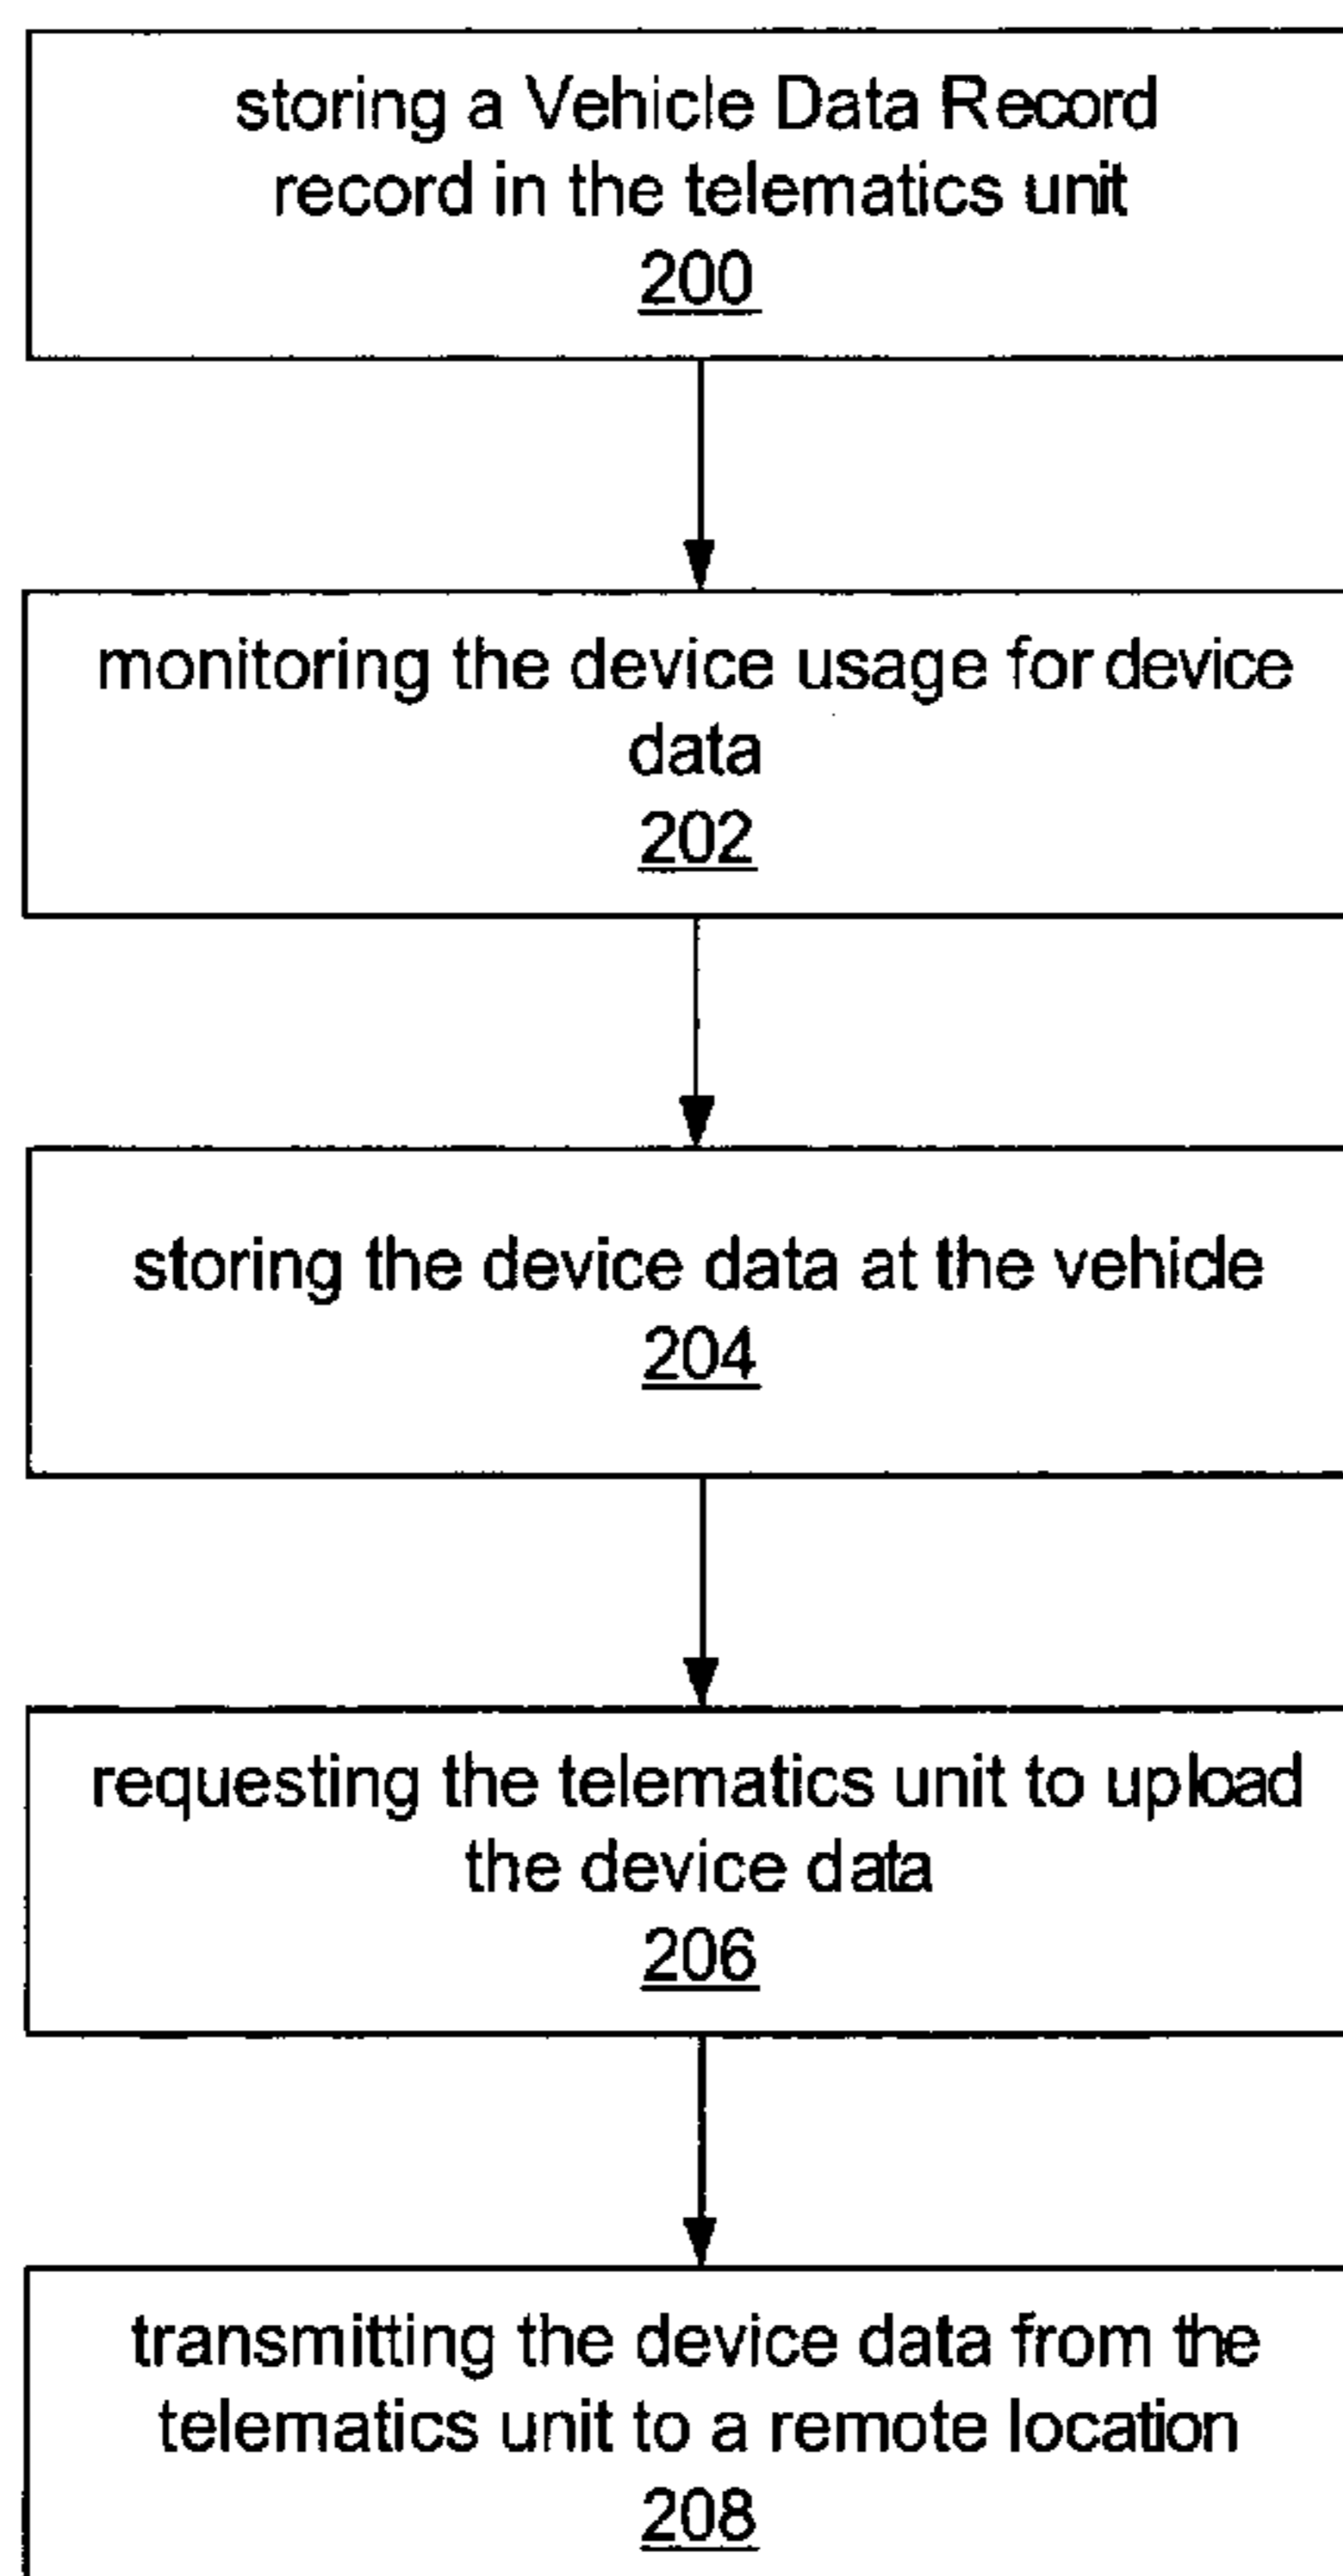 storing a Vehicle Data Record
record in the telematics unit
200
monitoring the device usage for device
data
202
storing the device data at the vehicle
204
requesting the telematics unit to upload
the device data
206
transmitting the device data from the
telematics unit to a remote location
208